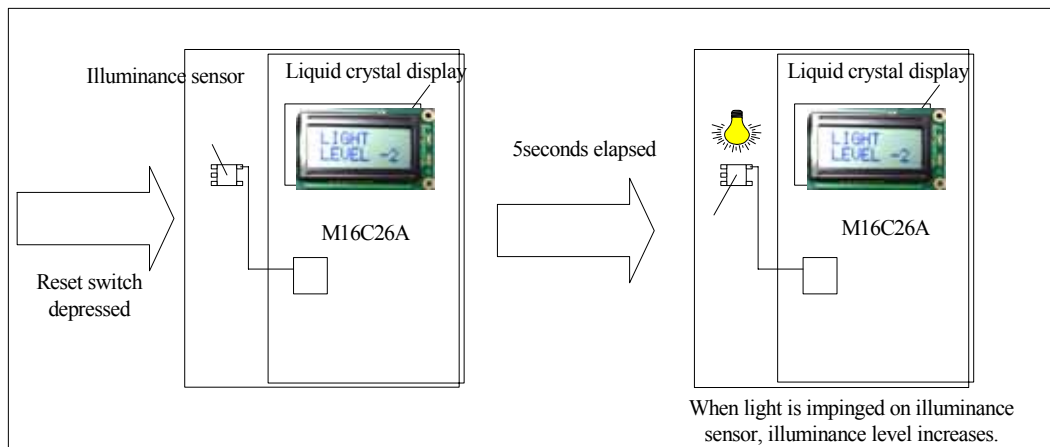 Illuminance sensor
Liquid crystal display
LIGHT
LEVEL -2
M16C26A
Reset switch
depressed
5seconds elapsed
Liquid crystal display
LIGHT
LEVEL -2
M16C26A
When light is impinged on illuminance
sensor, illuminance level increases.